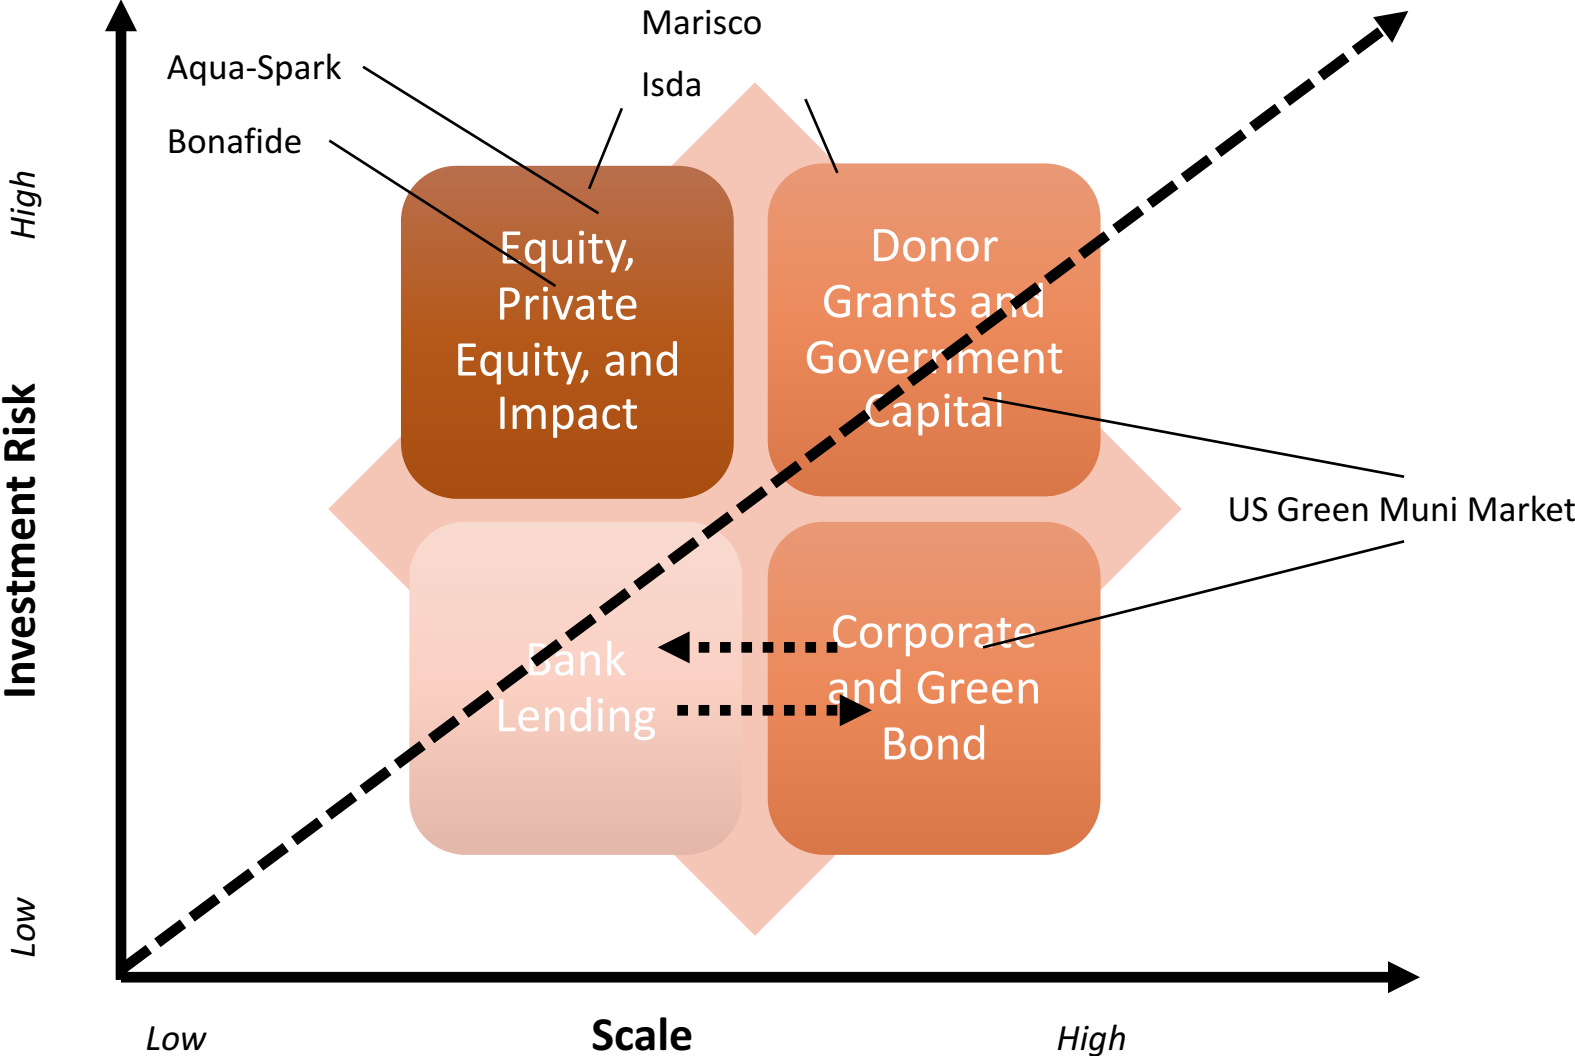 Marisco
Isda
Aqua-Spark
Bonafide
High
Investment Risk
Low
Equity,
Private
Equity, and
Impact
Donor
Grants and
Government
Capital
US Green Muni Market
Bank
Lending
Corporate
and Green
Bond
Low
Scale
High